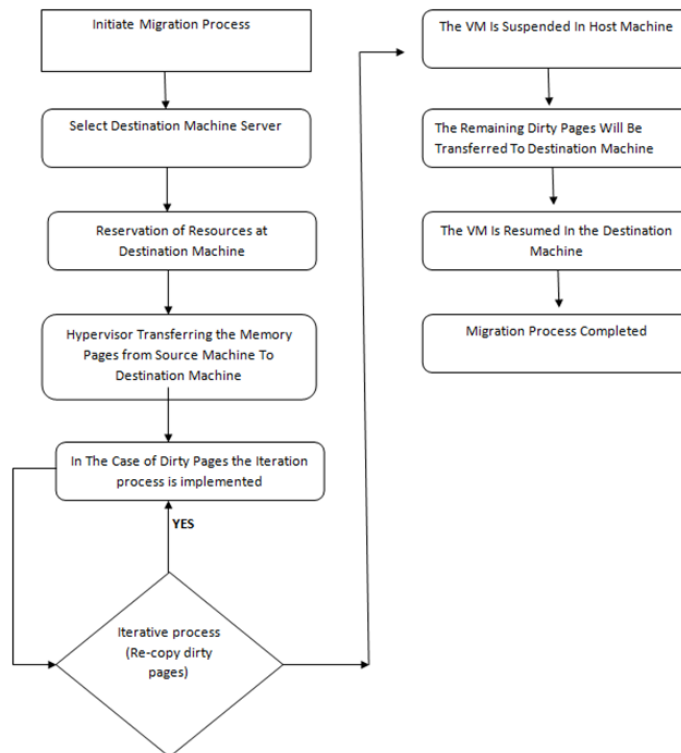 Initiate Migration Process
Select Destination Machine Server
Reservation of Resources at
Destination Machine
Hypervisor Transferring the Memory
Pages from Source Machine To
Destination Machine
In The Case of Dirty Pages the Iteration
process is implemented
YES
Iterative process
(Re-copy dirty
pages)
The VM Is Suspended In Host Machine
The Remaining Dirty Pages Will Be
Transferred To Destination Machine
The VM Is Resumed In the Destination
Machine
Migration Process Completed